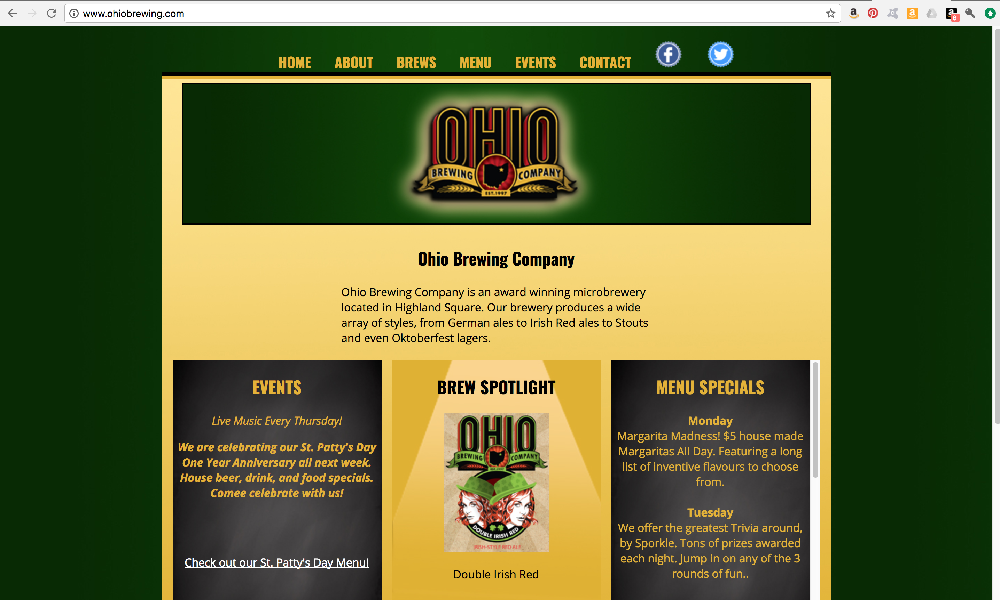 www.ohiobrewing.com
6
HOME ABOUT BREWS MENU EVENTS CONTACT
OHIO
BREWING COMPANY
EST. 1997
Ohio Brewing Company
Ohio Brewing Company is an award winning microbrewery
located in Highland Square. Our brewery produces a wide
array of styles, from German ales to Irish Red ales to Stouts
and even Oktoberfest lagers.
EVENTS
Live Music Every Thursday!
We are celebrating our St. Patty's Day
One Year Anniversary all next week.
House beer, drink, and food specials.
Comee celebrate with us!
Check out our St. Patty's Day Menu!
BREW SPOTLIGHT
OHIO
BREWING COMPANY
EST. 1997
DOUBLE IRISH RED
IRISH-STYLE RED ALE
Double Irish Red
MENU SPECIALS
Monday
Margarita Madness! $5 house made
Margaritas All Day. Featuring a long
list of inventive flavours to choose
from.
Tuesday
We offer the greatest Trivia around,
by Sporkle. Tons of prizes awarded
each night. Jump in on any of the 3
rounds of fun..